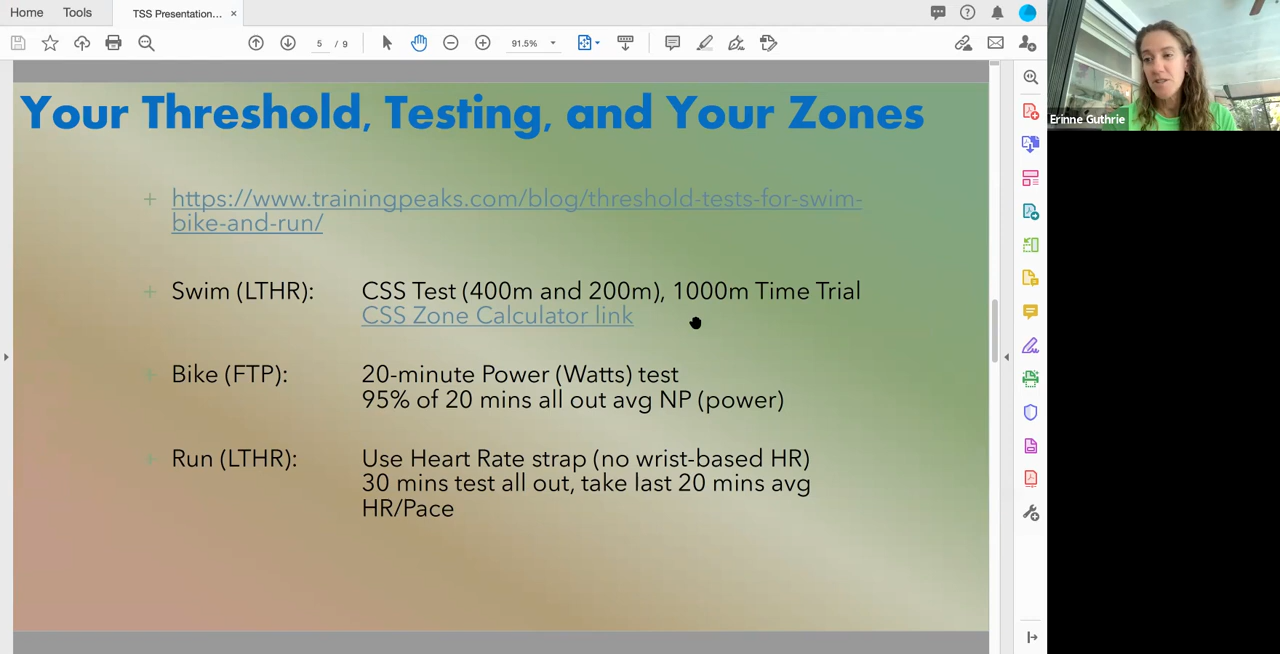 Home Tools TSS Presentation... ×
5 / 9 91.5%
Erinne Guthrie
Your Threshold, Testing, and Your Zones
+ https://www.trainingpeaks.com/blog/threshold-tests-for-swim-
bike-and-run/
+ Swim (LTHR): CSS Test (400m and 200m), 1000m Time Trial
CSS Zone Calculator link
+ Bike (FTP): 20-minute Power (Watts) test
95% of 20 mins all out avg NP (power)
+ Run (LTHR): Use Heart Rate strap (no wrist-based HR)
30 mins test all out, take last 20 mins avg
HR/Pace